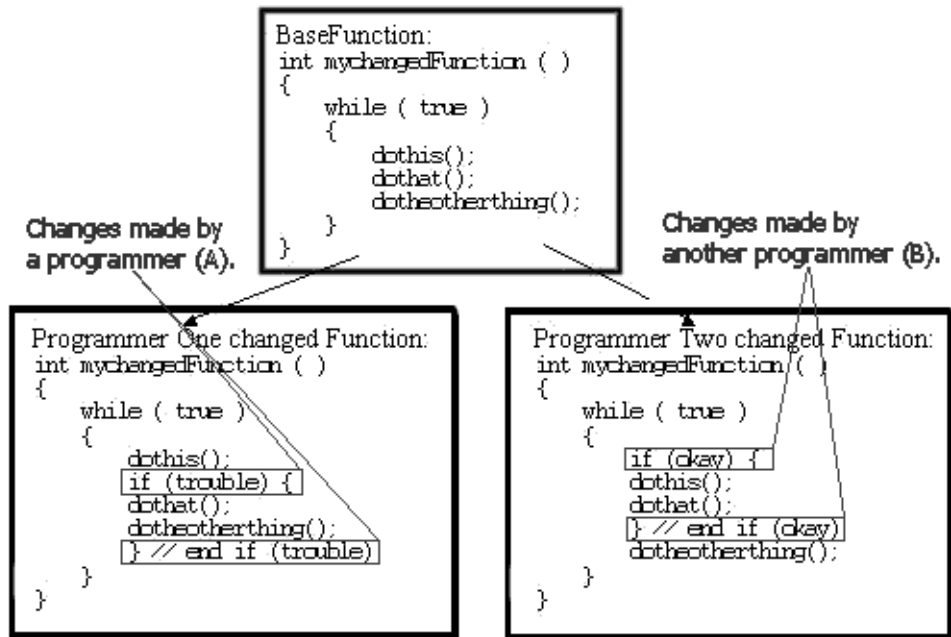 BaseFunction:
int mychangedFunction ( )
{
while ( true )
{
dothis();
dothat();
dotheotherthing();
}
}
Changes made by
a programmer (A).
Changes made by
another programmer (B).
Programmer One changed Function:
int mychangedFunction ( )
{
while ( true )
{
dothis();
if (trouble) {
dothat();
dotheotherthing();
} // end if (trouble)
}
}
Programmer Two changed Function:
int mychangedFunction ( )
{
while ( true )
{
if (okay) {
dothis();
dothat();
} // end if (okay)
dotheotherthing();
}
}